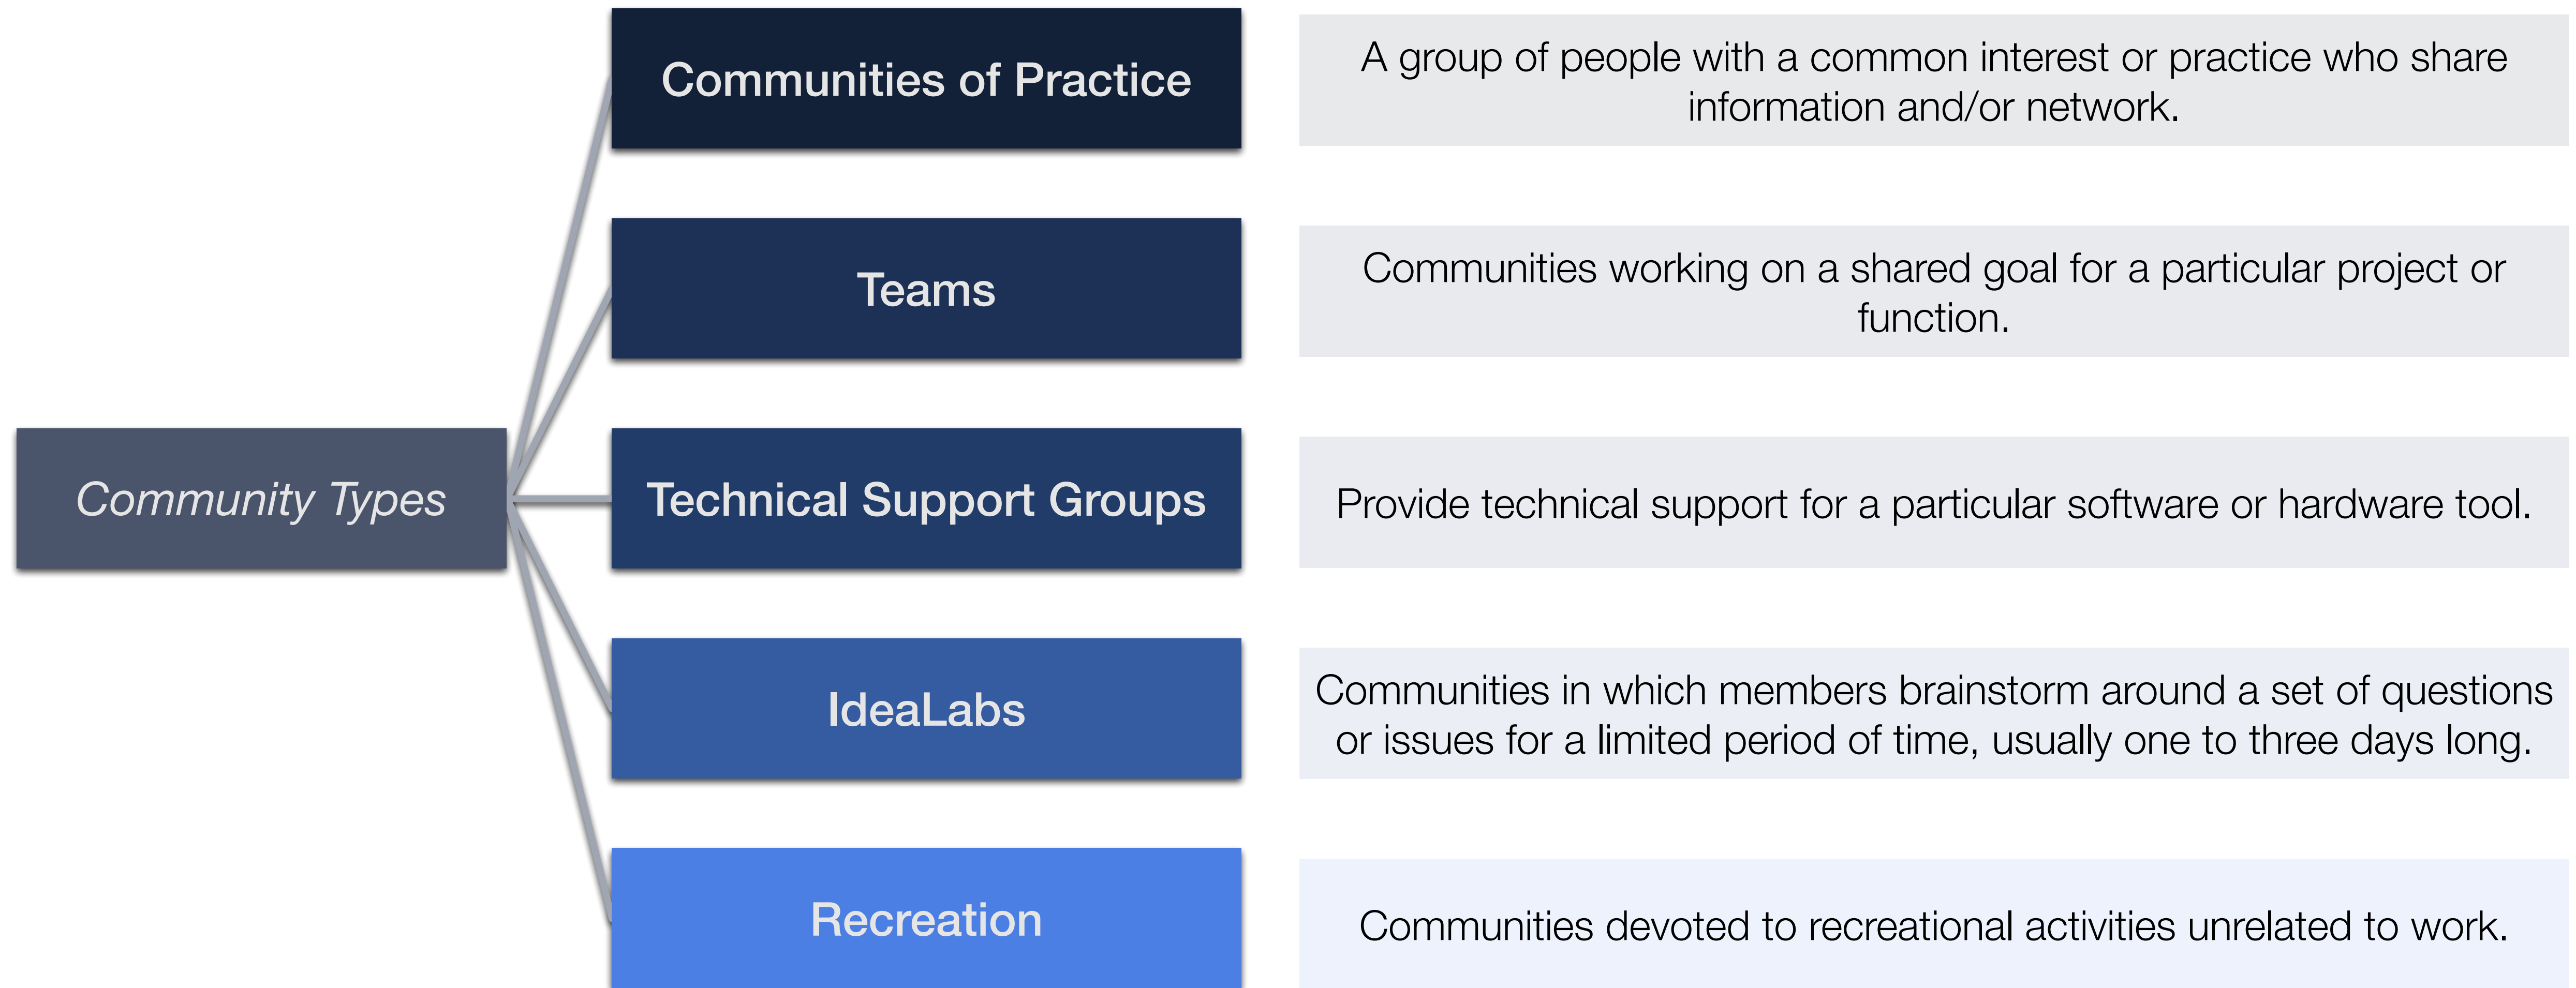 Communities of Practice
A group of people with a common interest or practice who share
information and/or network.
Teams
Communities working on a shared goal for a particular project or
function.
Community Types
Technical Support Groups
Provide technical support for a particular software or hardware tool.
IdeaLabs
Communities in which members brainstorm around a set of questions
or issues for a limited period of time, usually one to three days long.
Recreation
Communities devoted to recreational activities unrelated to work.